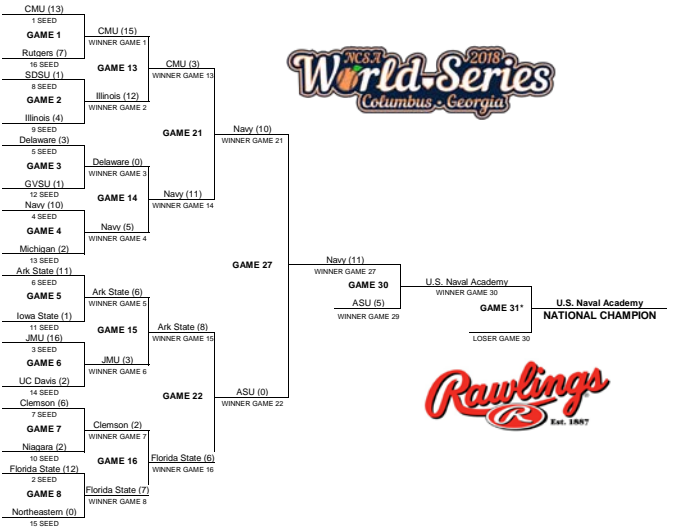 CMU (13)
1 SEED
GAME 1
Rutgers (7)
16 SEED
SDSU (1)
8 SEED
GAME 2
Illinois (4)
9 SEED
Delaware (3)
5 SEED
GAME 3
GVSU (1)
12 SEED
Navy (10)
4 SEED
GAME 4
Michigan (2)
13 SEED
Ark State (11)
6 SEED
GAME 5
Iowa State (1)
11 SEED
JMU (16)
3 SEED
GAME 6
UC Davis (2)
14 SEED
Clemson (6)
7 SEED
GAME 7
Niagara (2)
10 SEED
Florida State (12)
2 SEED
GAME 8
Northeastern (0)
15 SEED
CMU (15)
WINNER GAME 1
GAME 13
Illinois (12)
WINNER GAME 2
Delaware (0)
WINNER GAME 3
GAME 14
Navy (5)
WINNER GAME 4
Ark State (6)
WINNER GAME 5
GAME 15
JMU (3)
WINNER GAME 6
Clemson (2)
WINNER GAME 7
GAME 16
Florida State (7)
WINNER GAME 8
CMU (3)
WINNER GAME 13
GAME 21
Navy (11)
WINNER GAME 14
Ark State (8)
WINNER GAME 15
GAME 22
Florida State (6)
WINNER GAME 16
Navy (10)
WINNER GAME 21
GAME 27
ASU (0)
WINNER GAME 22
Navy (11)
WINNER GAME 27
GAME 30
ASU (5)
WINNER GAME 29
U.S. Naval Academy
WINNER GAME 30
GAME 31*
LOSER GAME 30
U.S. Naval Academy
NATIONAL CHAMPION
NCSA 2018
World Series
Columbus • Georgia
Rawlings
R
Est. 1887